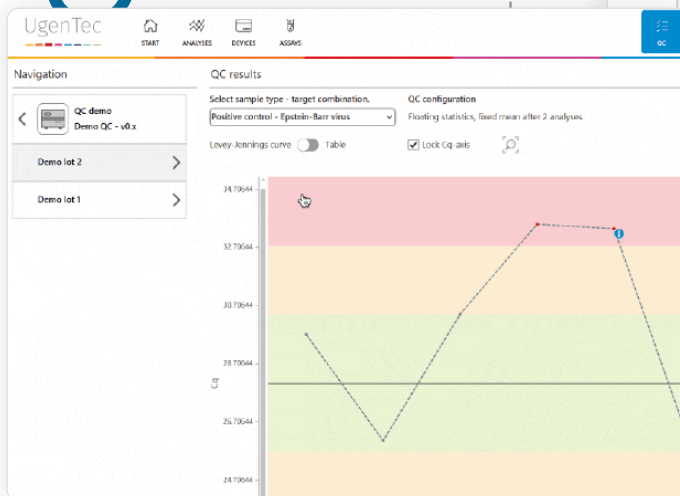 UgenTec
START ANALYSES DEVICES ASSAYS QC
Navigation
QC results
QC demo
Demo QC - v0.x
Demo lot 2
Demo lot 1
Select sample type - target combination.
QC configuration
Positive control - Epstein-Barr virus
Floating statistics, fixed mean after 2 analyses
Levey-Jennings curve Table
Lock Cq-axis
34.70644
32.70644
30.70644
28.70644
Cq
26.70644
24.70644